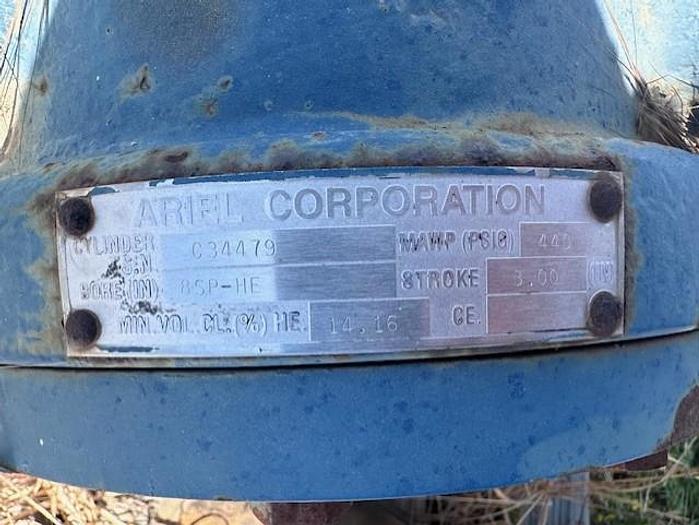 ARIEL CORPORATION
CYLINDER S:N. C34479 MAWP (PSIG) 440
BORE (IN) 8SP-HE STROKE 3.00 (IN)
MIN. VOL. CL. (%) HE. 14.16 CE.